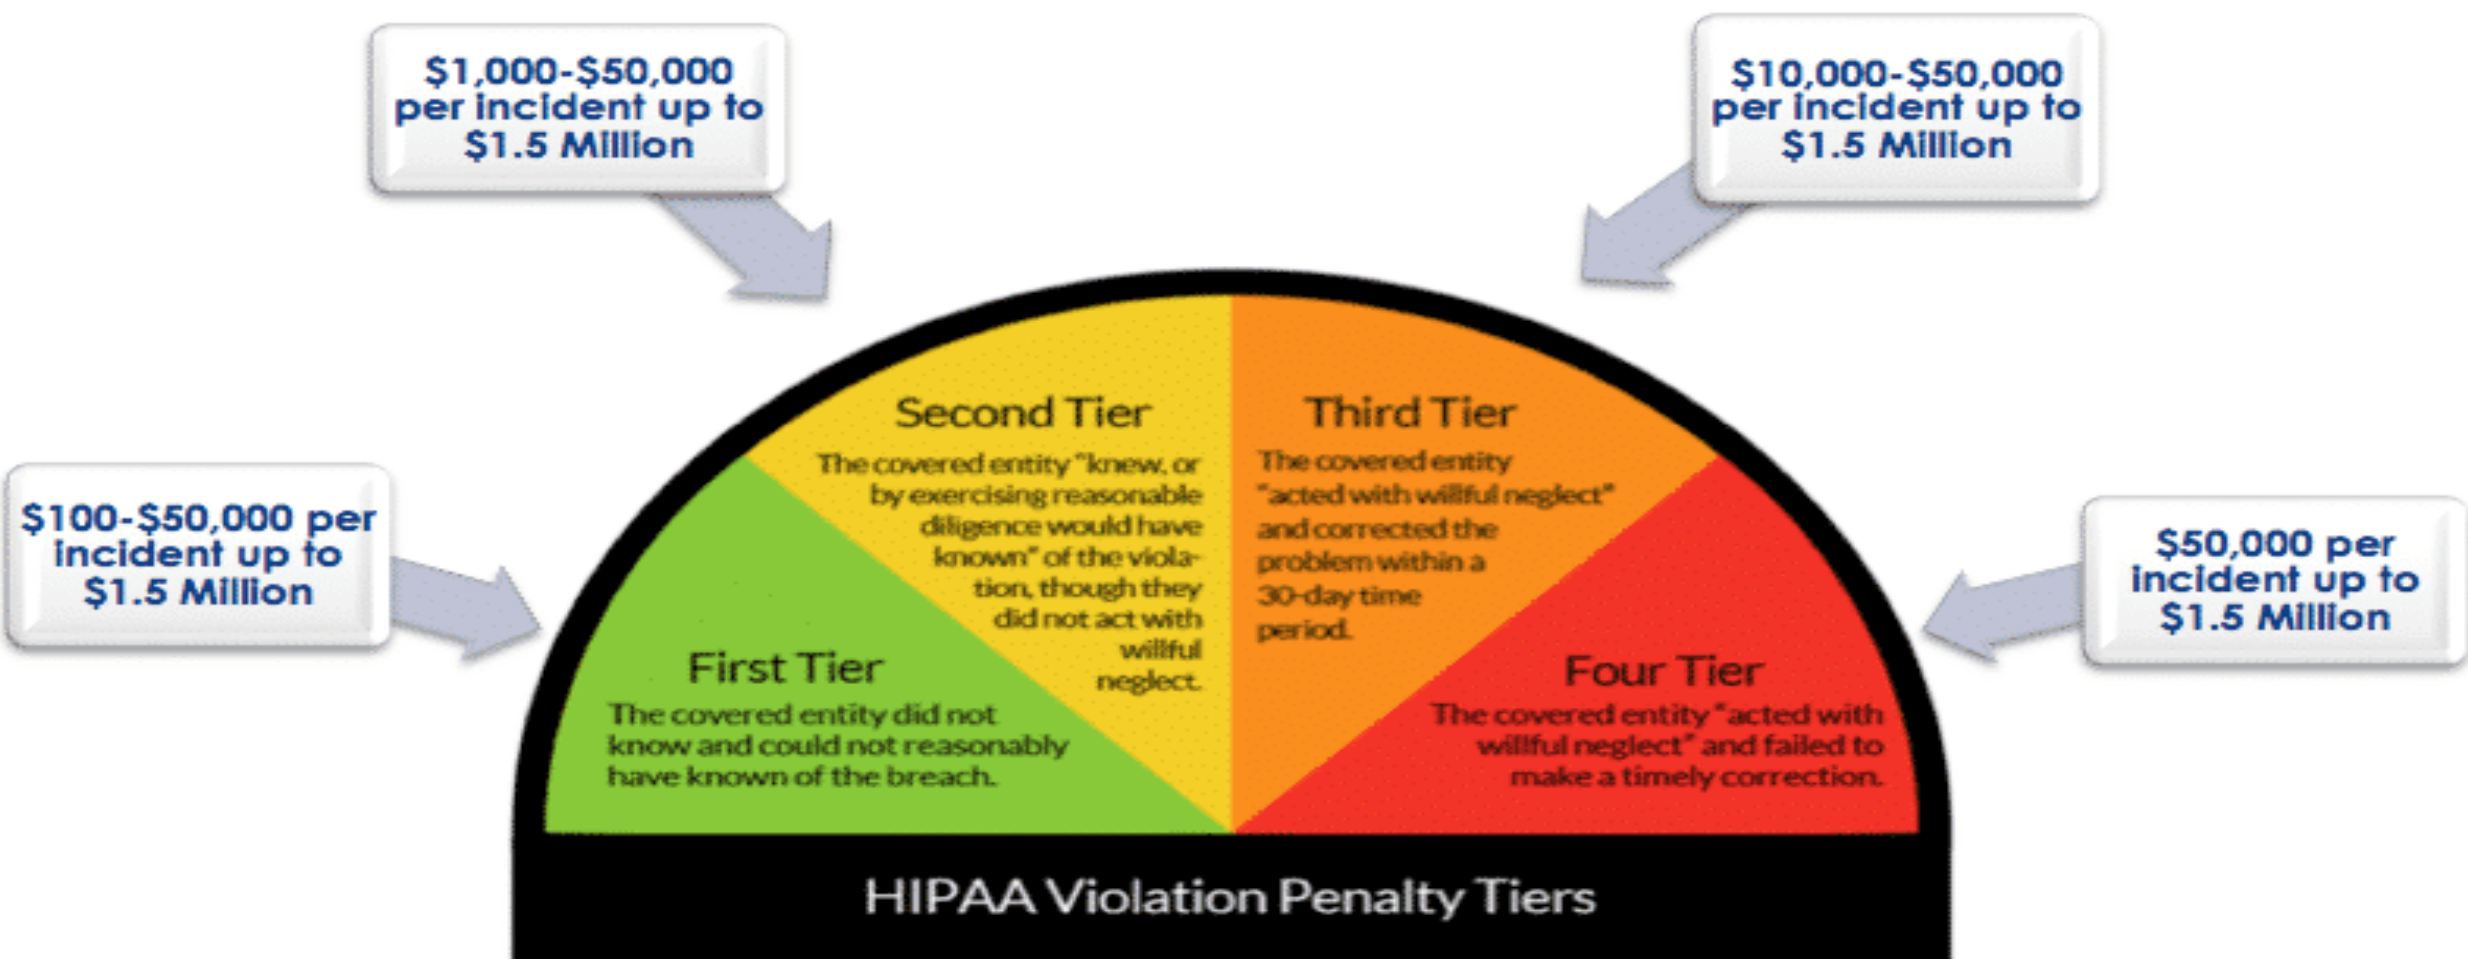 $1,000-$50,000
per incident up to
$1.5 Million
$10,000-$50,000
per incident up to
$1.5 Million
$100-$50,000 per
incident up to
$1.5 Million
$50,000 per
incident up to
$1.5 Million
First Tier
The covered entity did not
know and could not reasonably
have known of the breach.
Second Tier
The covered entity "knew, or
by exercising reasonable
diligence would have
known" of the viola-
tion, though they
did not act with
willful
neglect.
Third Tier
The covered entity
"acted with willful neglect"
and corrected the
problem within a
30-day time
period.
Four Tier
The covered entity "acted with
willful neglect" and failed to
make a timely correction.
HIPAA Violation Penalty Tiers